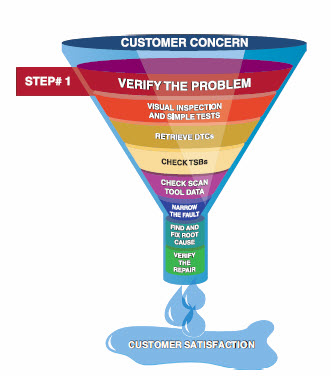 CUSTOMER CONCERN
STEP# 1
VERIFY THE PROBLEM
VISUAL INSPECTION
AND SIMPLE TESTS
RETRIEVE DTCs
CHECK TSBs
CHECK SCAN
TOOL DATA
NARROW
THE FAULT
FIND AND
FIX ROOT
CAUSE
VERIFY
THE
REPAIR
CUSTOMER SATISFACTION